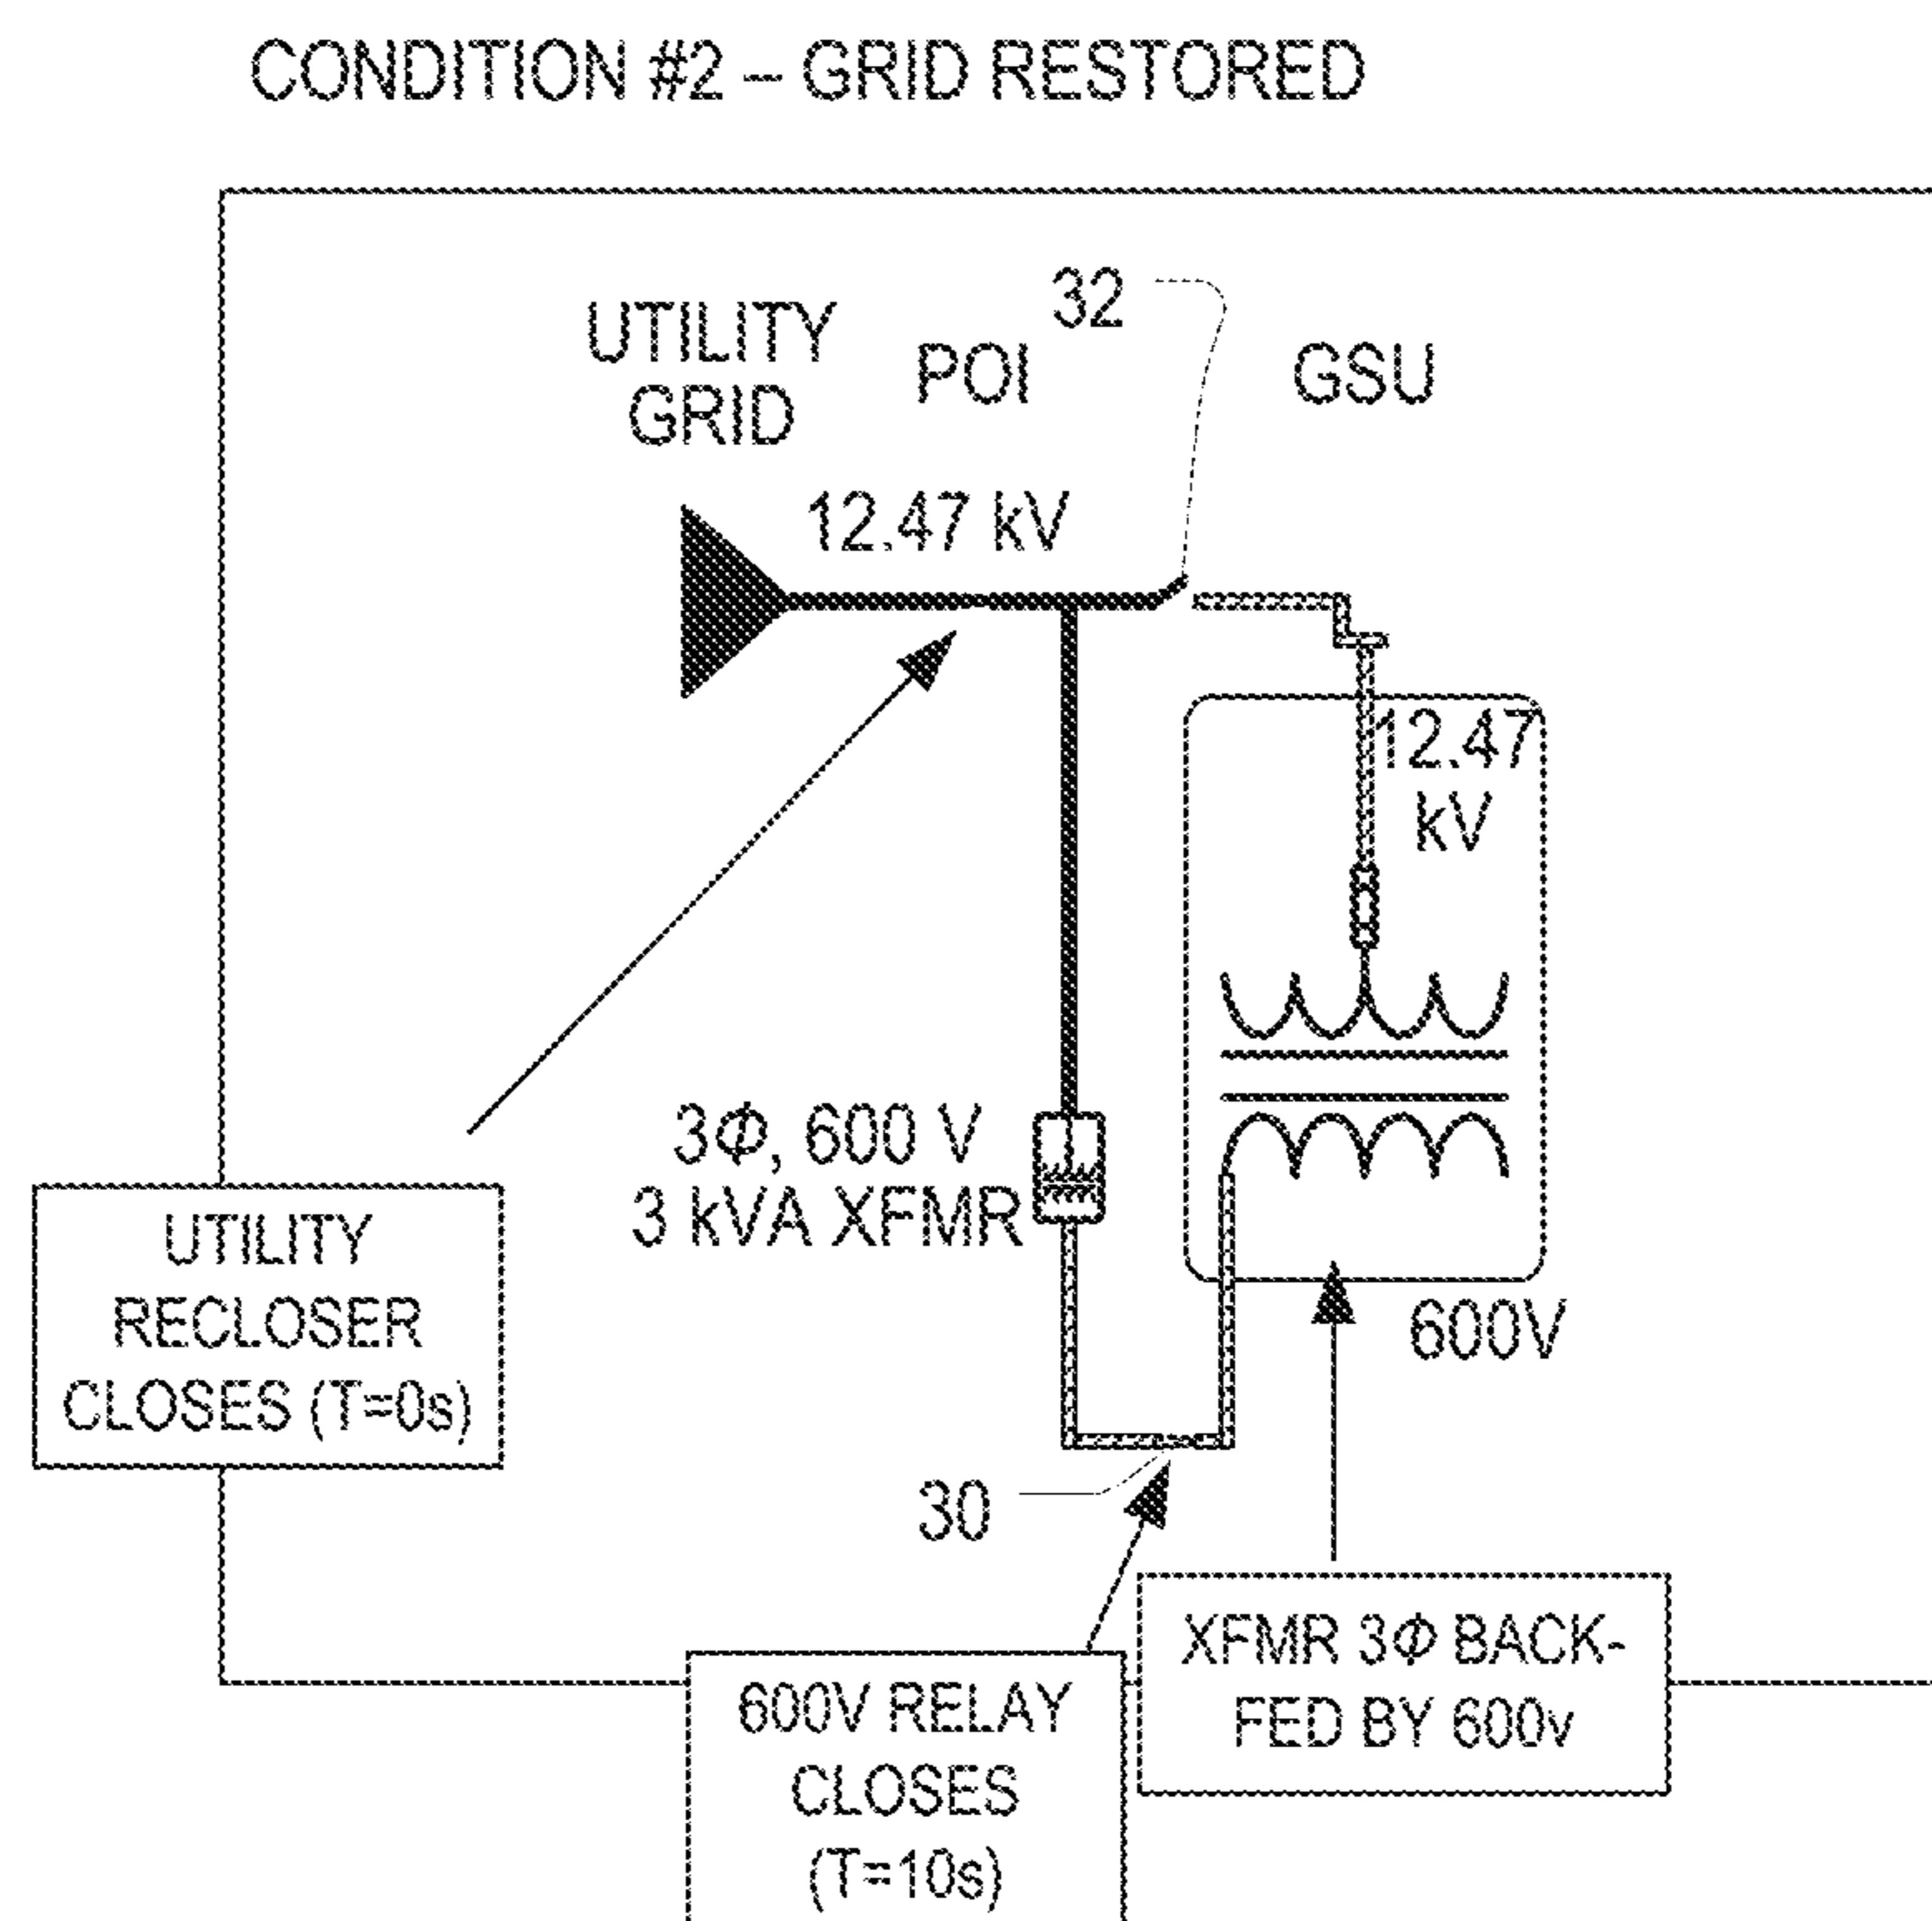 CONDITION #2 – GRID RESTORED
UTILITY
GRID
POI
32
GSU
12.47 kV
12.47
kV
3Φ, 600 V
3 kVA XFMR
UTILITY
RECLOSER
CLOSES (T=0s)
600V
30
XFMR 3Φ BACK-
FED BY 600v
600V RELAY
CLOSES
(T=10s)